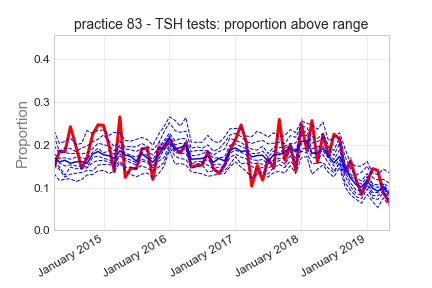 practice 83 - TSH tests: proportion above range
Proportion
0.4
0.3
0.2
0.1
0.0
January 2015
January 2016
January 2017
January 2018
January 2019